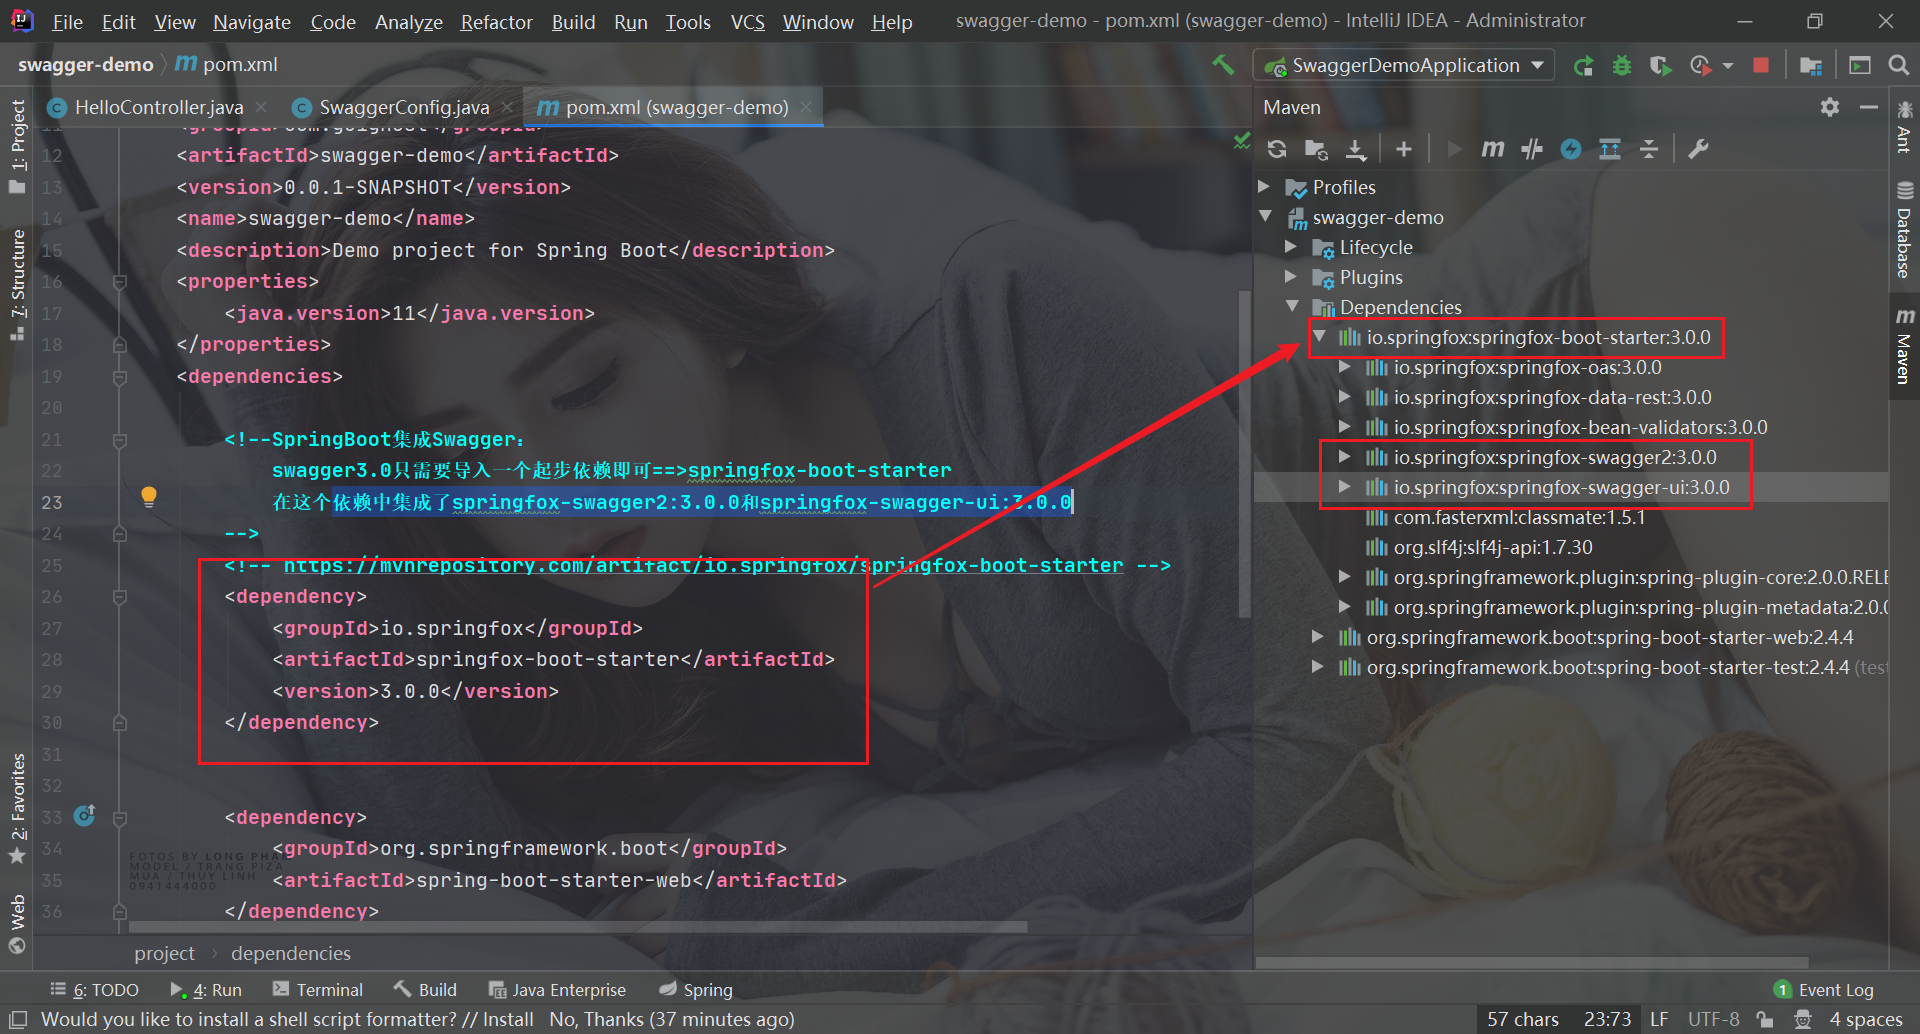 File Edit View Navigate Code Analyze Refactor Build Run Tools VCS Window Help swagger-demo - pom.xml (swagger-demo) - IntelliJ IDEA - Administrator
swagger-demo pom.xml
SwaggerDemoApplication
HelloController.java SwaggerConfig.java pom.xml (swagger-demo)
12 <artifactId>swagger-demo</artifactId>
13 <version>0.0.1-SNAPSHOT</version>
14 <name>swagger-demo</name>
15 <description>Demo project for Spring Boot</description>
16 <properties>
17 <java.version>11</java.version>
18 </properties>
19 <dependencies>
20
21 <!--SpringBoot集成Swagger:
22 swagger3.0只需要导入一个起步依赖即可==>springfox-boot-starter
23 在这个依赖中集成了springfox-swagger2:3.0.0和springfox-swagger-ui:3.0.0
24 -->
25 <!-- https://mvnrepository.com/artifact/io.springfox/springfox-boot-starter -->
26 <dependency>
27 <groupId>io.springfox</groupId>
28 <artifactId>springfox-boot-starter</artifactId>
29 <version>3.0.0</version>
30 </dependency>
31
32
33 <dependency>
34 <groupId>org.springframework.boot</groupId>
35 <artifactId>spring-boot-starter-web</artifactId>
36 </dependency>
FOTOS BY LONG PHAN
MODEL / TRANG PIZA
MUA / THUY LINH
0941444000
project › dependencies
Maven
Profiles
swagger-demo
Lifecycle
Plugins
Dependencies
io.springfox:springfox-boot-starter:3.0.0
io.springfox:springfox-oas:3.0.0
io.springfox:springfox-data-rest:3.0.0
io.springfox:springfox-bean-validators:3.0.0
io.springfox:springfox-swagger2:3.0.0
io.springfox:springfox-swagger-ui:3.0.0
com.fasterxml:classmate:1.5.1
org.slf4j:slf4j-api:1.7.30
org.springframework.plugin:spring-plugin-core:2.0.0.RELE
org.springframework.plugin:spring-plugin-metadata:2.0.0
org.springframework.boot:spring-boot-starter-web:2.4.4
org.springframework.boot:spring-boot-starter-test:2.4.4 (test
1: Project
7: Structure
2: Favorites
Web
Ant
Database
Maven
6: TODO 4: Run Terminal Build Java Enterprise Spring 1 Event Log
Would you like to install a shell script formatter? // Install No, Thanks (37 minutes ago) 57 chars 23:73 LF UTF-8 4 spaces